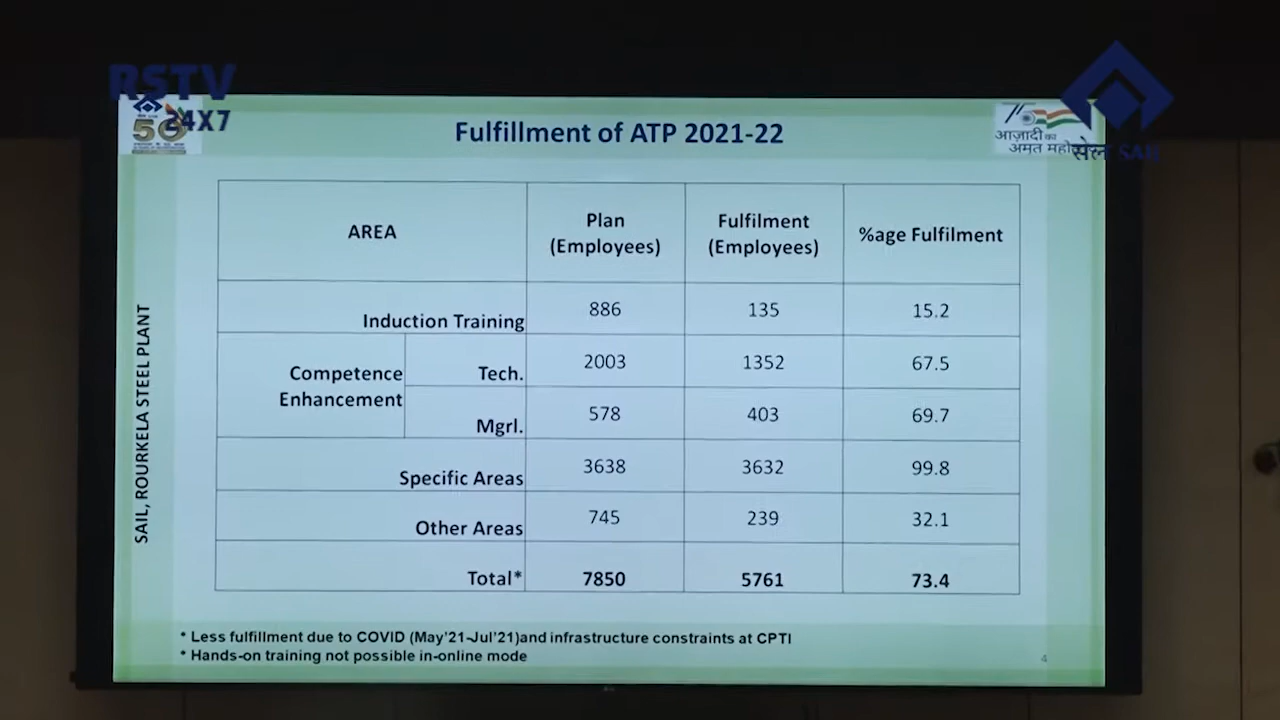 RSTV
24X7
50
Fulfillment of ATP 2021-22
75
आज़ादी का
अमृत महो
सेल SAIL
SAIL, ROURKELA STEEL PLANT
AREA
Plan
(Employees)
Fulfilment
(Employees)
%age Fulfilment
Induction Training 886 135 15.2
Competence
Enhancement
Tech. 2003 1352 67.5
Mgrl. 578 403 69.7
Specific Areas 3638 3632 99.8
Other Areas 745 239 32.1
Total* 7850 5761 73.4
* Less fulfillment due to COVID (May'21-Jul'21)and infrastructure constraints at CPTI
* Hands-on training not possible in-online mode
4